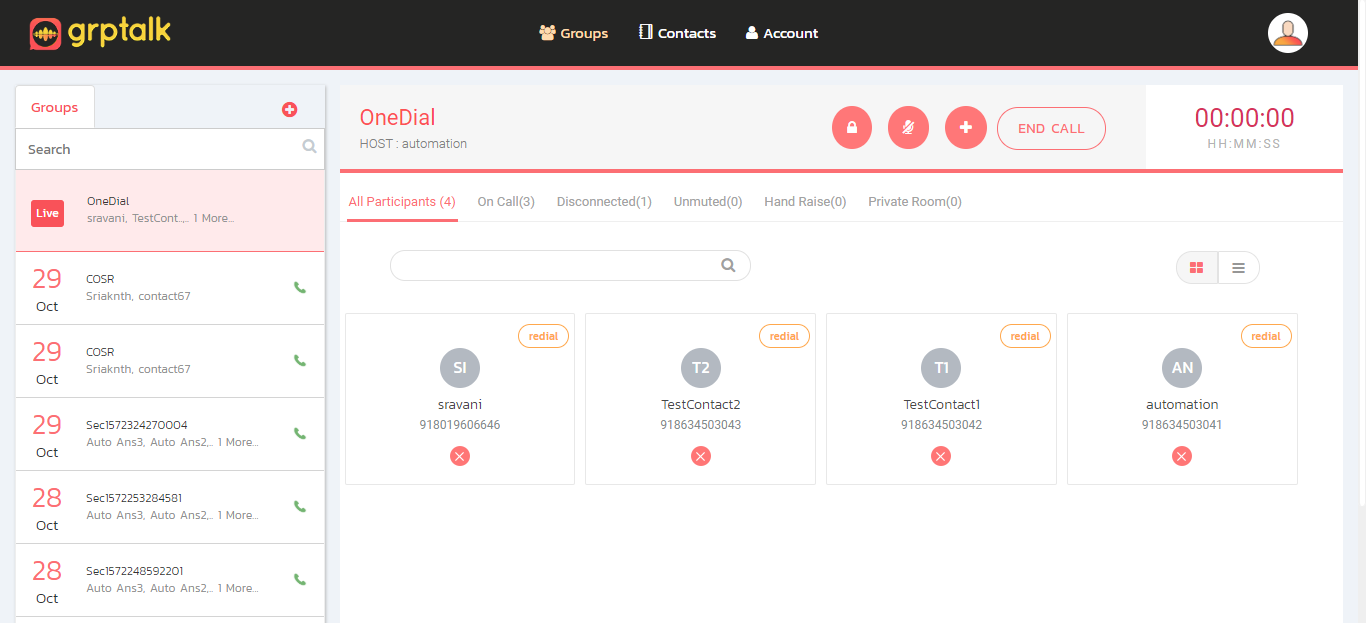 grptalk
Groups
Contacts
Account
Groups
Search
Live
OneDial
sravani, TestCont..,.. 1 More...
29
Oct
COSR
Sriaknth, contact67
29
Oct
COSR
Sriaknth, contact67
29
Oct
Sec1572324270004
Auto Ans3, Auto Ans2,.. 1 More...
28
Oct
Sec1572253284581
Auto Ans3, Auto Ans2,.. 1 More...
28
Oct
Sec1572248592201
Auto Ans3, Auto Ans2,.. 1 More...
OneDial
HOST : automation
END CALL
00:00:00
HH:MM:SS
All Participants (4)
On Call(3)
Disconnected(1)
Unmuted(0)
Hand Raise(0)
Private Room(0)
redial
SI
sravani
918019606646
redial
T2
TestContact2
918634503043
redial
T1
TestContact1
918634503042
redial
AN
automation
918634503041